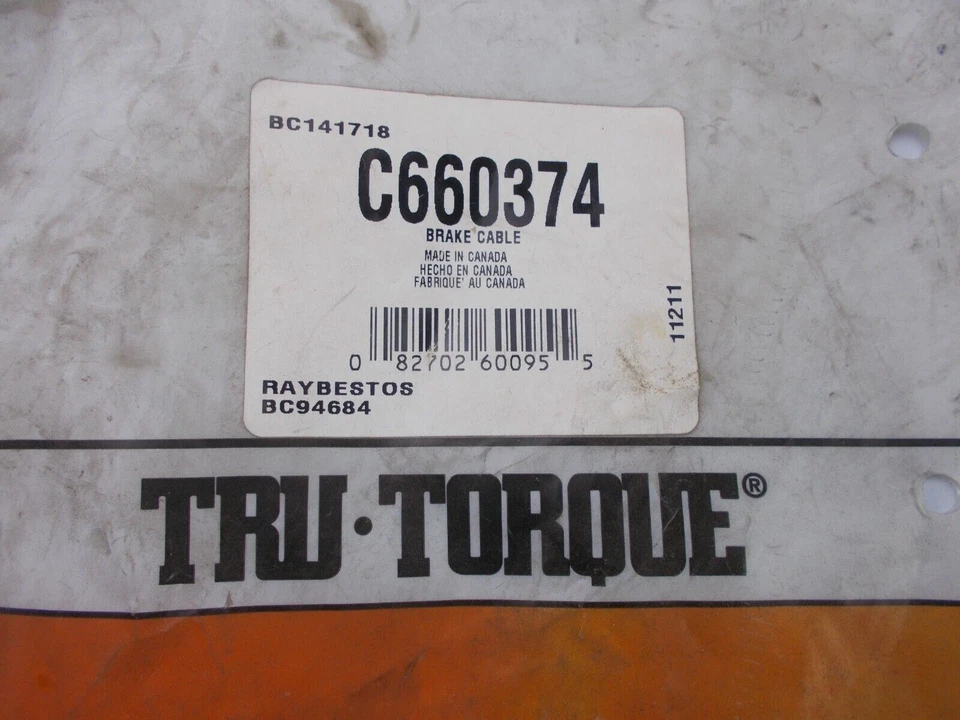 BC141718
C660374
BRAKE CABLE
MADE IN CANADA
HECHO EN CANADA
FABRIQUE' AU CANADA
11211
0 82702 60095 5
RAYBESTOS
BC94684
TRU·TORQUE®